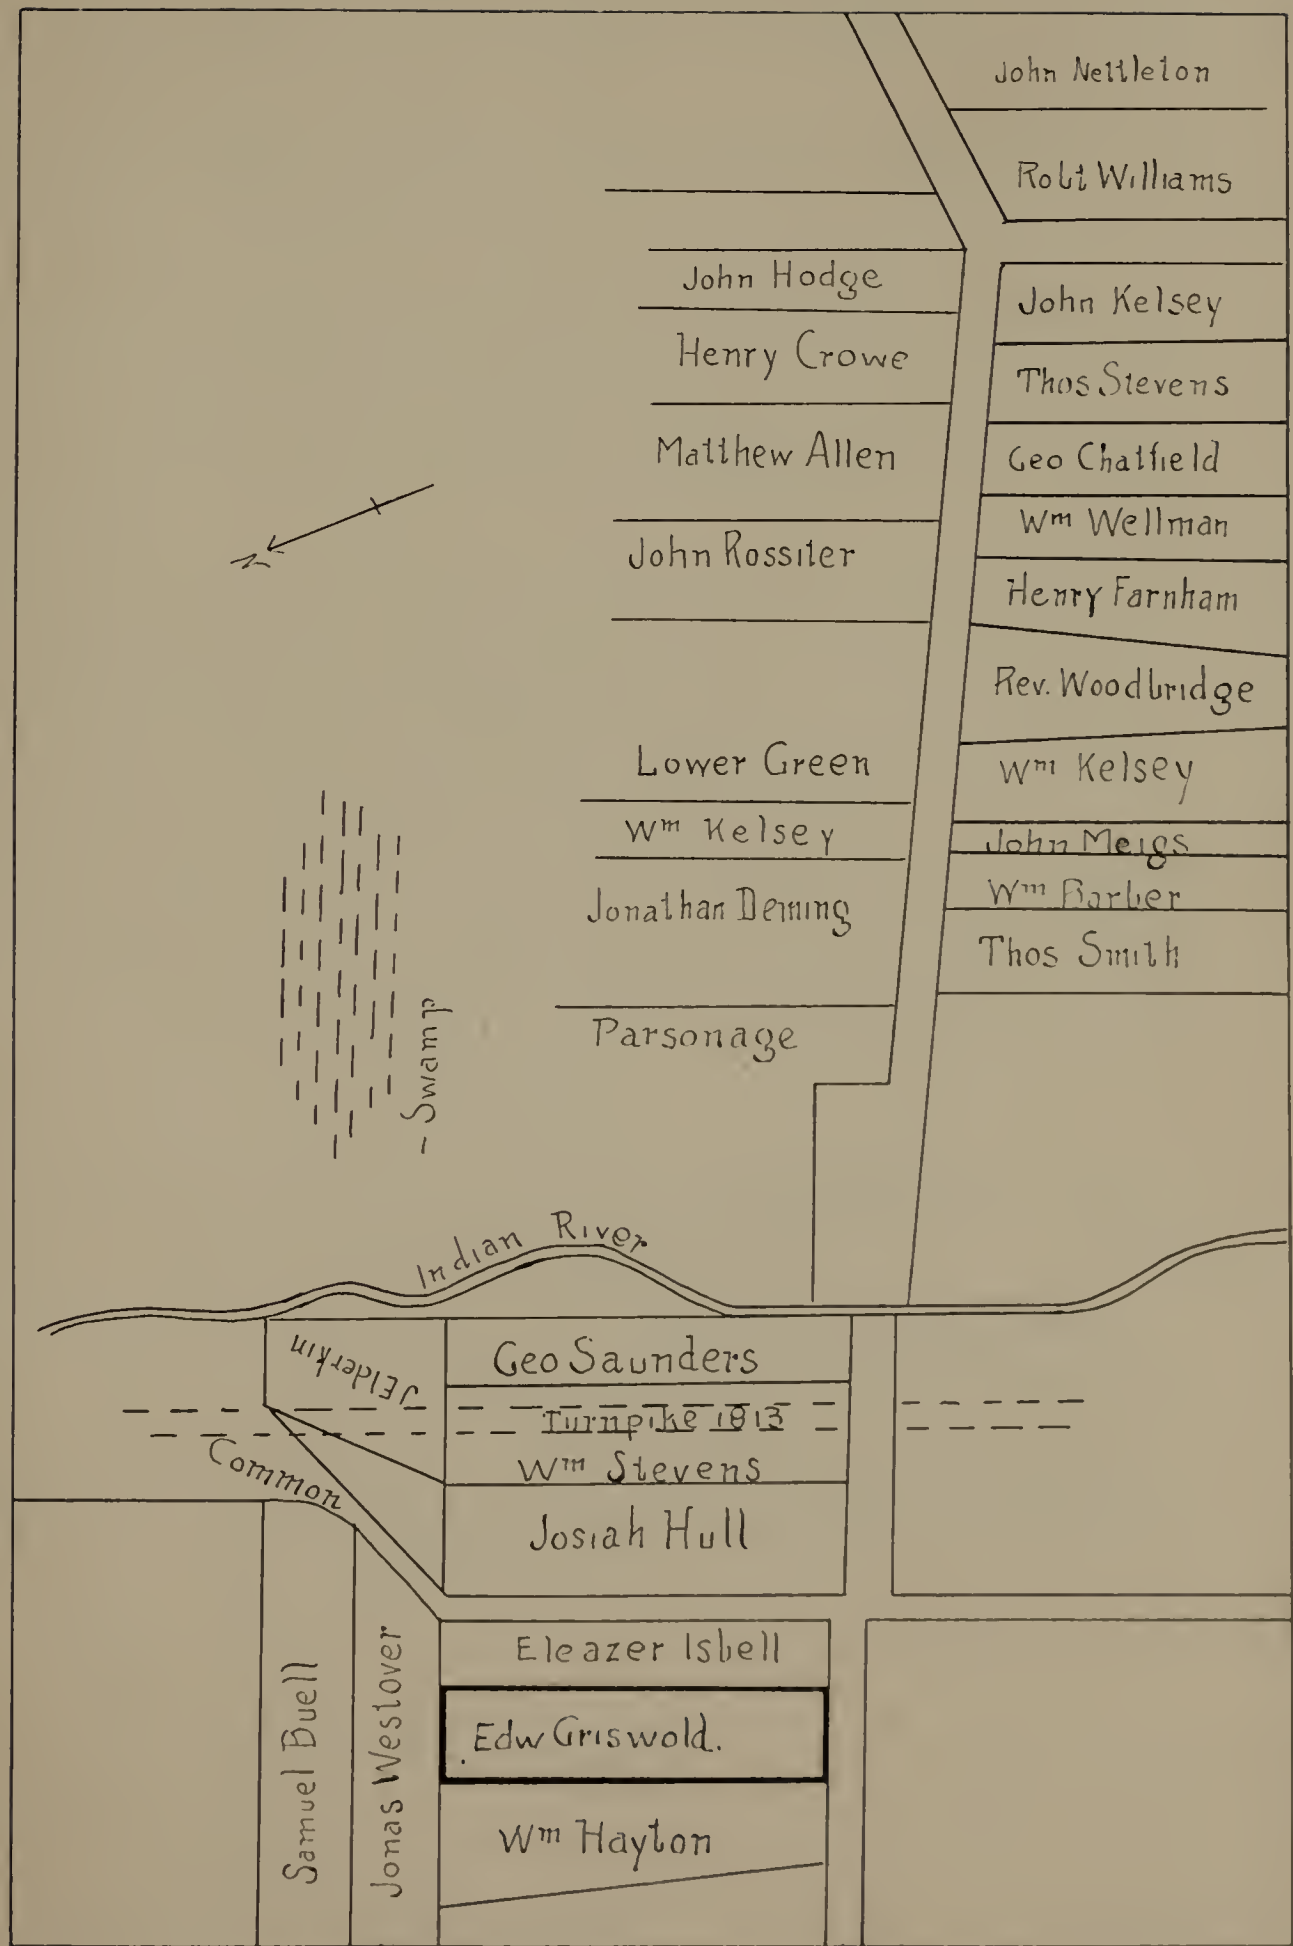 John Nettleton
Robt Williams
John Hodge
John Kelsey
Henry Crowe
Thos Stevens
Matthew Allen
Geo Chatfield
Wm Wellman
John Rossiter
Henry Farnham
N
Rev. Woodbridge
Lower Green
Wm Kelsey
Wm Kelsey
John Meigs
Jonathan Deming
Wm Barber
Thos Smith
Parsonage
Swamp
Indian River
J Elderkin
Geo Saunders
Turnpike 1813
Common
Wm Stevens
Josiah Hull
Eleazer Isbell
Samuel Buell
Jonas Westover
Edw Griswold.
Wm Hayton